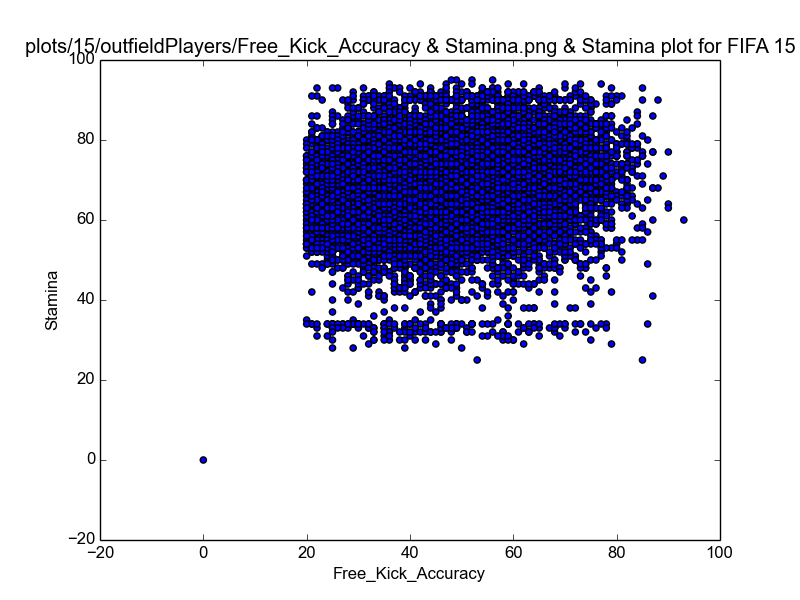 plots/15/outfieldPlayers/Free_Kick_Accuracy & Stamina.png & Stamina plot for FIFA 15
100
80
60
40
20
0
−20
Stamina
−20 0 20 40 60 80 100
Free_Kick_Accuracy